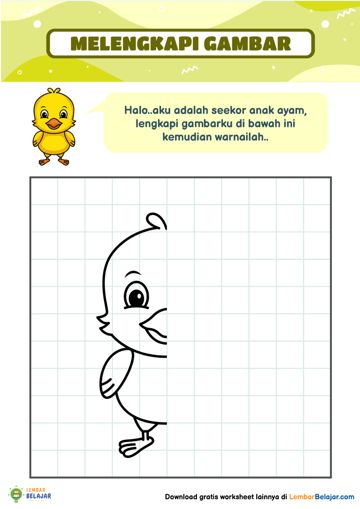 MELENGKAPI GAMBAR
Halo..aku adalah seekor anak ayam,
lengkapi gambarku di bawah ini
kemudian warnailah..
LEMBAR
BELAJAR
Download gratis worksheet lainnya di LembarBelajar.com